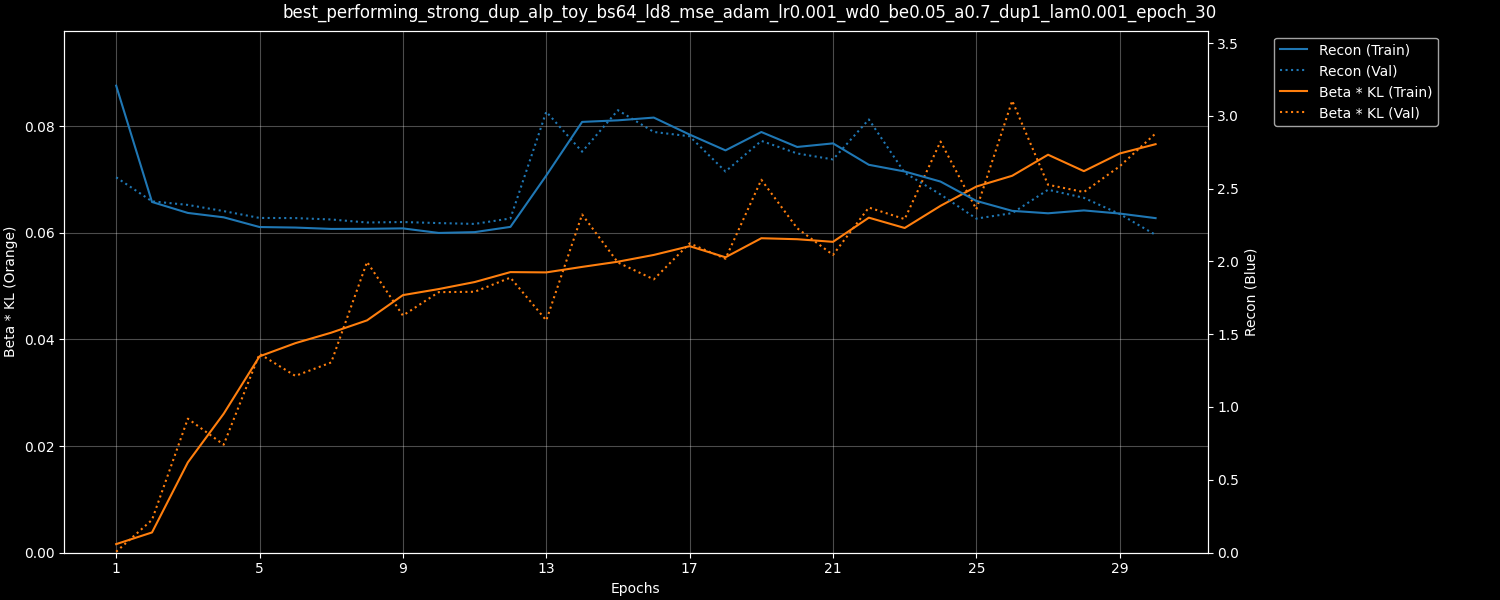 best_performing_strong_dup_alp_toy_bs64_ld8_mse_adam_lr0.001_wd0_be0.05_a0.7_dup1_lam0.001_epoch_30
Recon (Train)
Recon (Val)
Beta * KL (Train)
Beta * KL (Val)
Beta * KL (Orange)
0.08
0.06
0.04
0.02
0.00
3.5
3.0
2.5
2.0
1.5
1.0
0.5
0.0
Recon (Blue)
1 5 9 13 17 21 25 29
Epochs